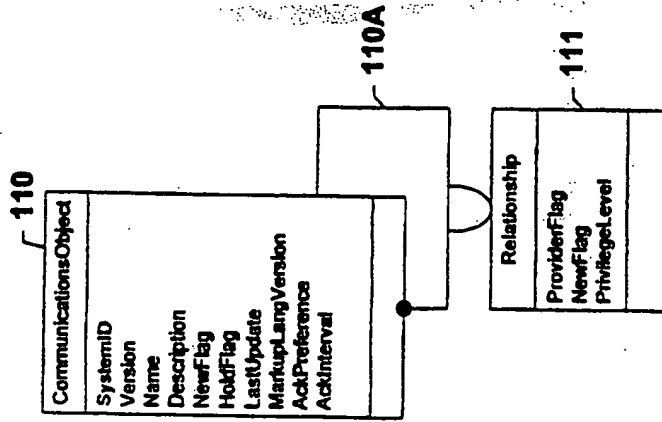 110
CommunicationsObject
SystemID
Version
Name
Description
NewFlag
HoldFlag
LastUpdate
MarkupLangVersion
AckPreference
AckInterval
110A
Relationship
111
ProviderFlag
NewFlag
PrivilegeLevel